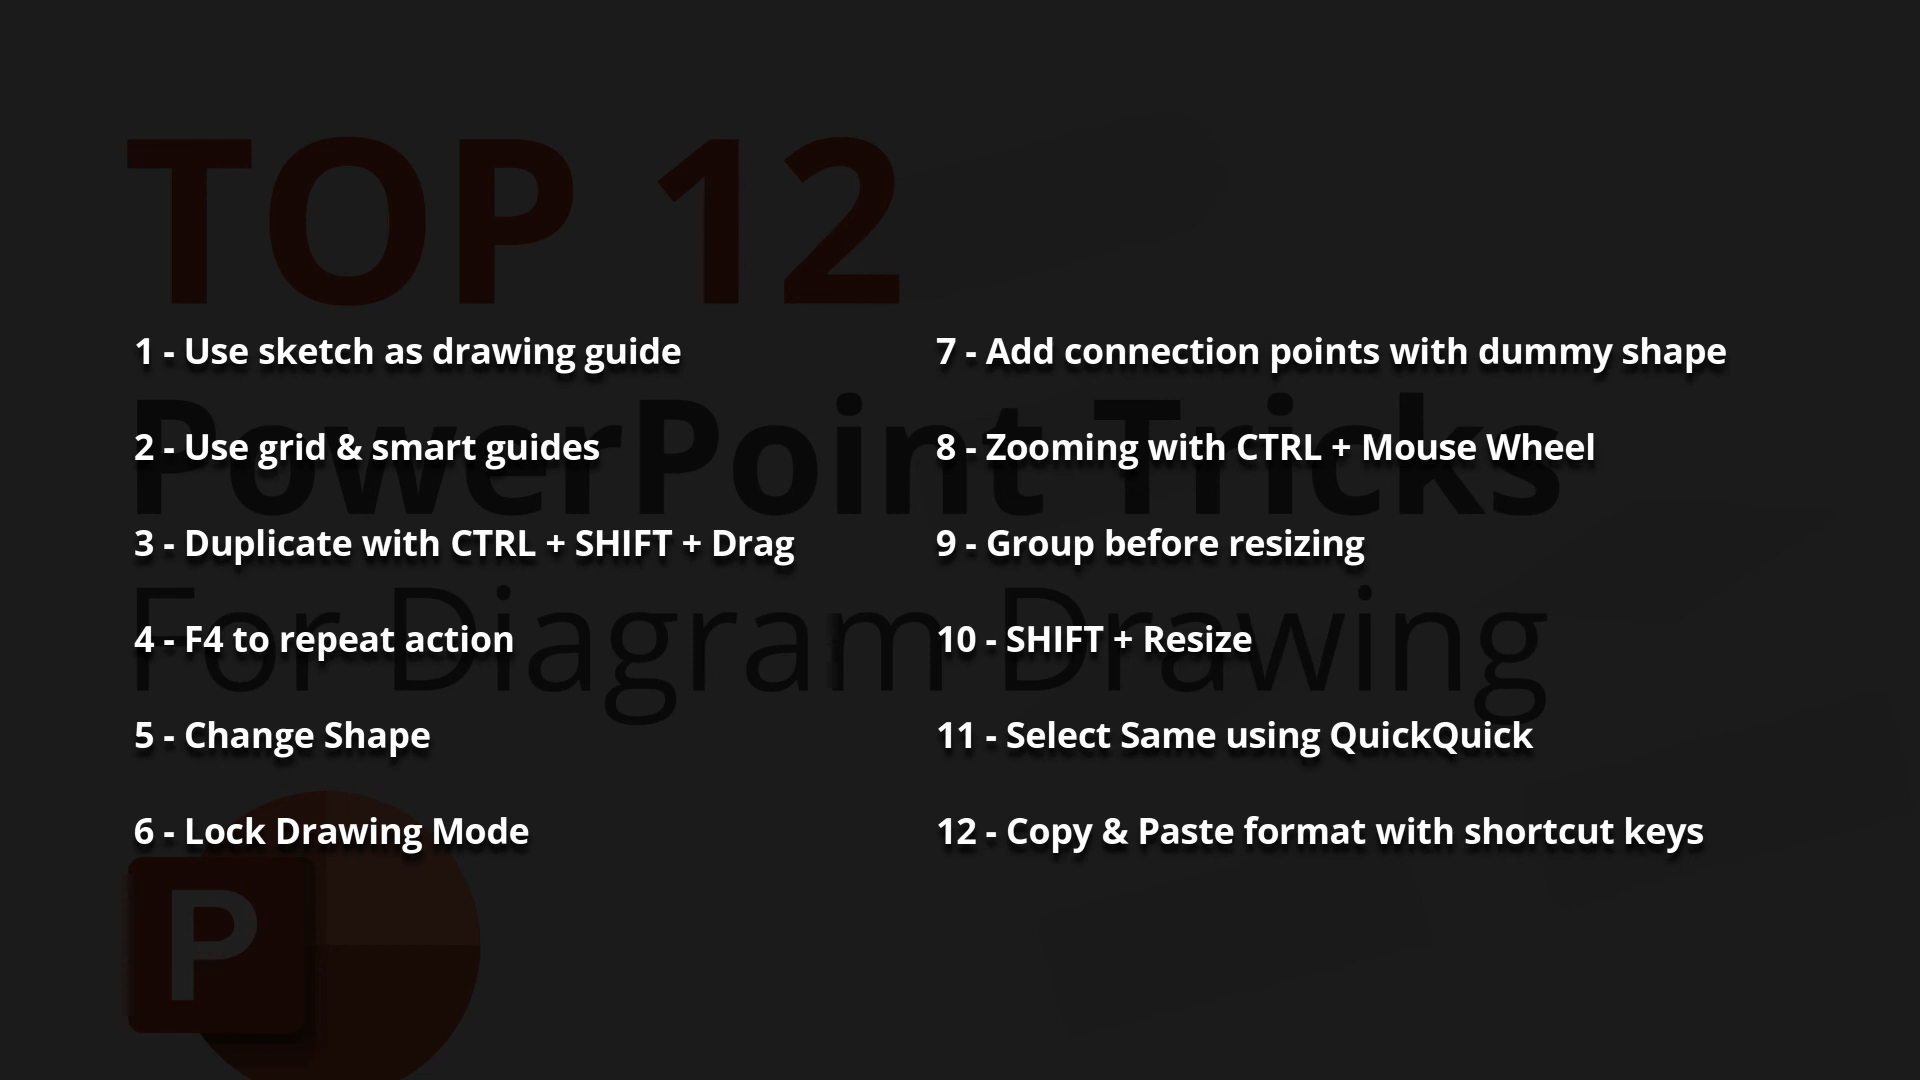 TOP 12
PowerPoint Tricks
For Diagram Drawing
1 - Use sketch as drawing guide
2 - Use grid & smart guides
3 - Duplicate with CTRL + SHIFT + Drag
4 - F4 to repeat action
5 - Change Shape
6 - Lock Drawing Mode
7 - Add connection points with dummy shape
8 - Zooming with CTRL + Mouse Wheel
9 - Group before resizing
10 - SHIFT + Resize
11 - Select Same using QuickQuick
12 - Copy & Paste format with shortcut keys
P